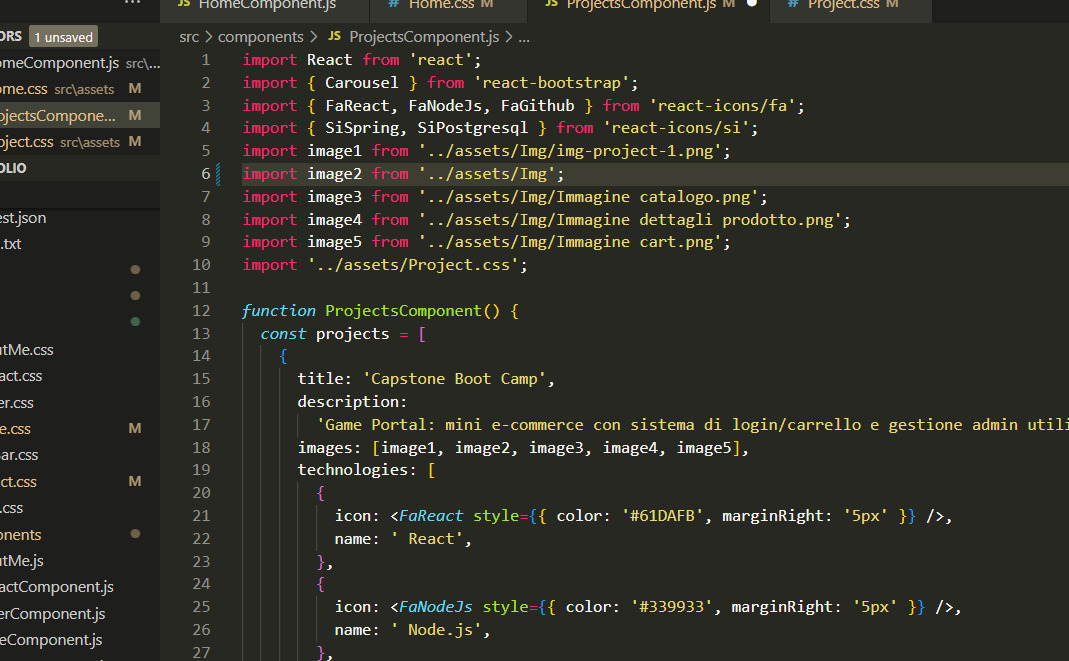 JS HomeComponent.js # Home.css M JS ProjectsComponent.js M # Project.css M
ORS 1 unsaved
omeComponent.js src\...
ome.css src\assets M
ojectsCompone... M
oject.css src\assets M
OLIO
est.json
.txt
utMe.css
act.css
er.css
e.css M
ar.css
ct.css M
.css
onents
utMe.js
actComponent.js
erComponent.js
eComponent.js
src > components > JS ProjectsComponent.js > ...
1 import React from 'react';
2 import { Carousel } from 'react-bootstrap';
3 import { FaReact, FaNodeJs, FaGithub } from 'react-icons/fa';
4 import { SiSpring, SiPostgresql } from 'react-icons/si';
5 import image1 from '../assets/Img/img-project-1.png';
6 import image2 from '../assets/Img';
7 import image3 from '../assets/Img/Immagine catalogo.png';
8 import image4 from '../assets/Img/Immagine dettagli prodotto.png';
9 import image5 from '../assets/Img/Immagine cart.png';
10 import '../assets/Project.css';
11
12 function ProjectsComponent() {
13 const projects = [
14 {
15 title: 'Capstone Boot Camp',
16 description:
17 'Game Portal: mini e-commerce con sistema di login/carrello e gestione admin utili
18 images: [image1, image2, image3, image4, image5],
19 technologies: [
20 {
21 icon: <FaReact style={{ color: '#61DAFB', marginRight: '5px' }} />,
22 name: ' React',
23 },
24 {
25 icon: <FaNodeJs style={{ color: '#339933', marginRight: '5px' }} />,
26 name: ' Node.js',
27 },